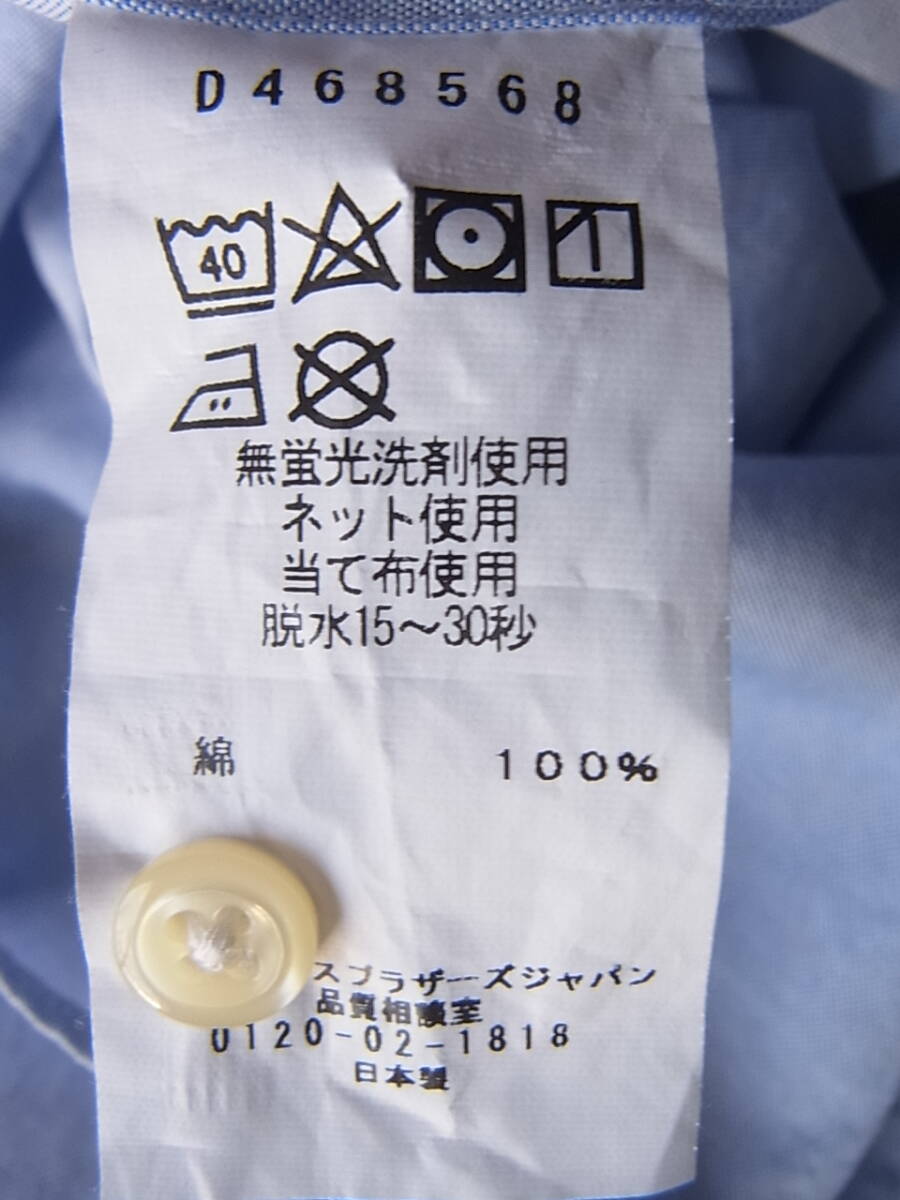 D468568
40
無蛍光洗剤使用
ネット使用
当て布使用
脱水15～30秒
綿 100%
スブラザーズジャパン
品質相談室
0120-02-1818
日本製